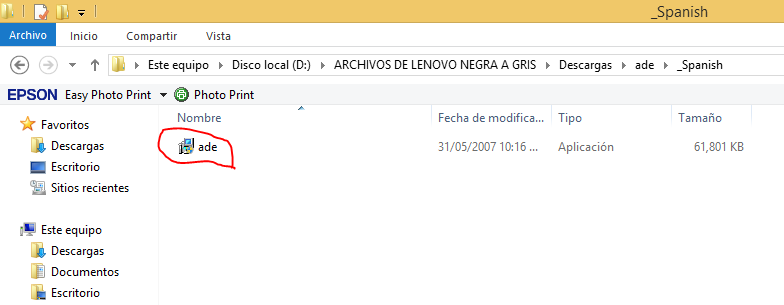 _Spanish
Archivo Inicio Compartir Vista
Este equipo Disco local (D:) ARCHIVOS DE LENOVO NEGRA A GRIS Descargas ade _Spanish
EPSON Easy Photo Print Photo Print
Nombre Fecha de modifica... Tipo Tamaño
Favoritos
ade 31/05/2007 10:16 ... Aplicación 61,801 KB
Descargas
Escritorio
Sitios recientes
Este equipo
Descargas
Documentos
Escritorio